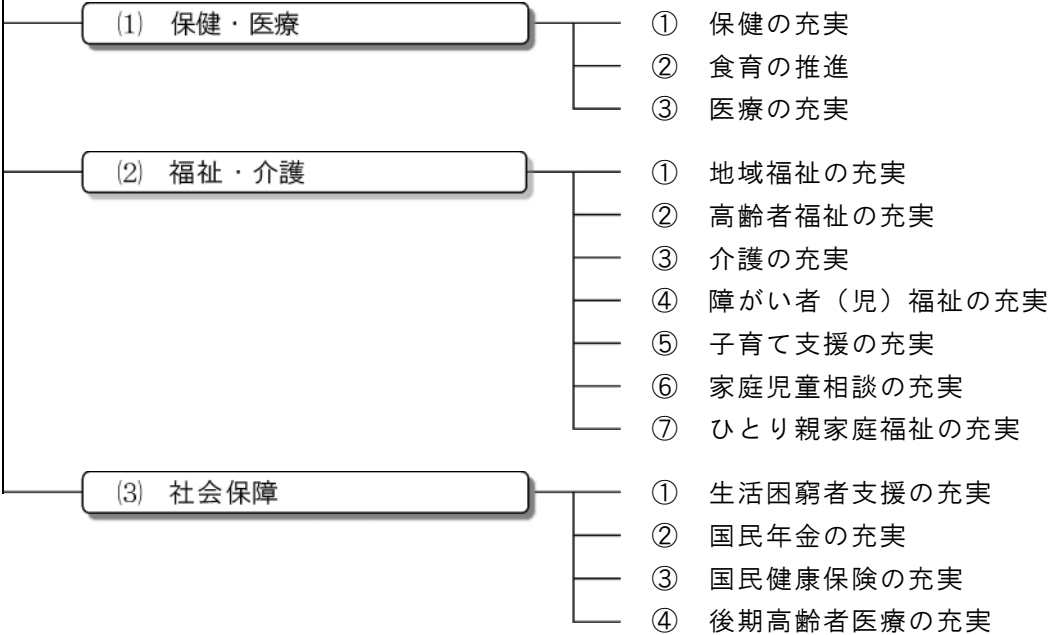 ⑴ 保健・医療
① 保健の充実
② 食育の推進
③ 医療の充実
⑵ 福祉・介護
① 地域福祉の充実
② 高齢者福祉の充実
③ 介護の充実
④ 障がい者（児）福祉の充実
⑤ 子育て支援の充実
⑥ 家庭児童相談の充実
⑦ ひとり親家庭福祉の充実
⑶ 社会保障
① 生活困窮者支援の充実
② 国民年金の充実
③ 国民健康保険の充実
④ 後期高齢者医療の充実